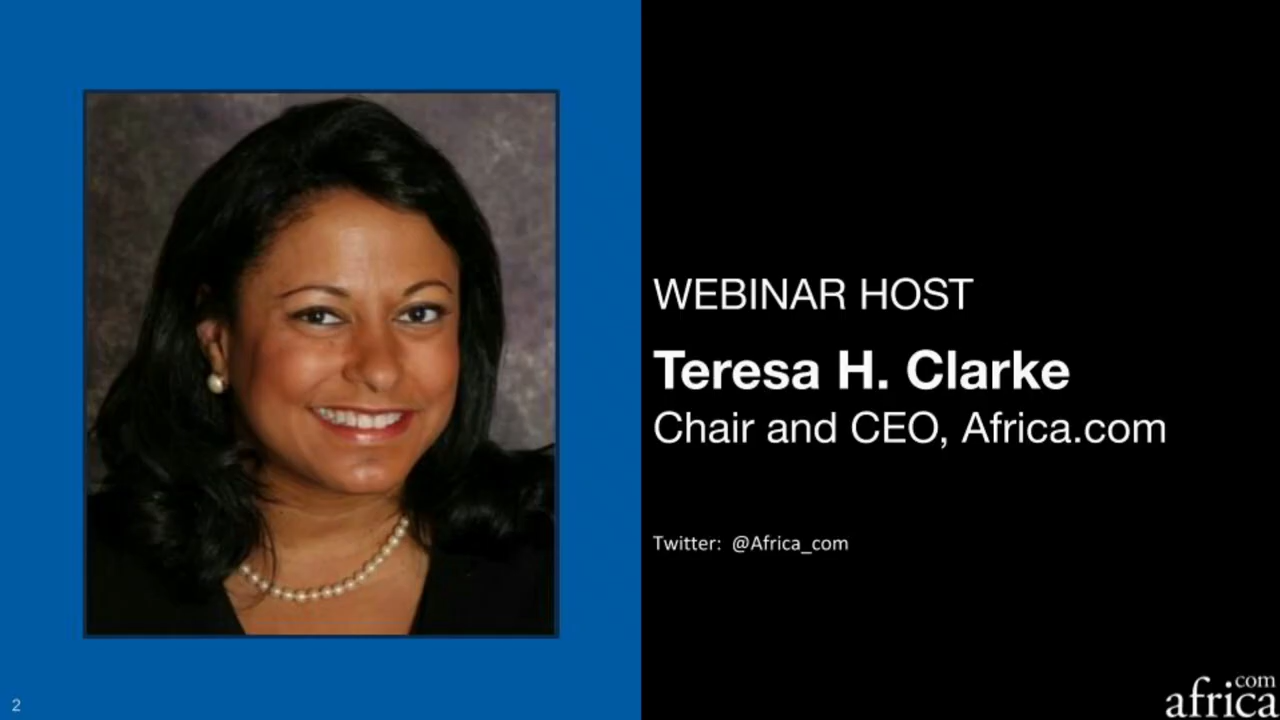 WEBINAR HOST
Teresa H. Clarke
Chair and CEO, Africa.com
Twitter: @Africa_com
2
.com
africa